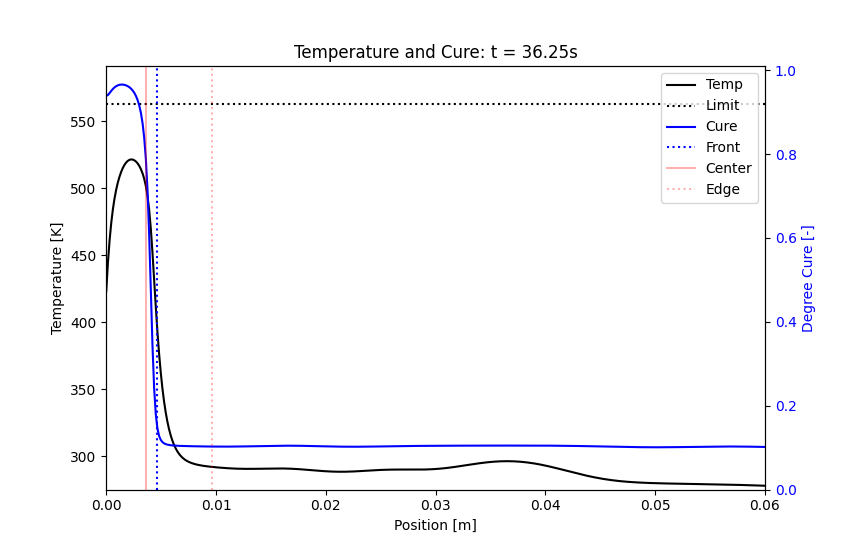 Temperature and Cure: t = 36.25s
Temperature [K]
550
500
450
400
350
300
Temp
Limit
Cure
Front
Center
Edge
1.0
0.8
0.6
0.4
0.2
0.0
Degree Cure [-]
0.00
0.01
0.02
0.03
0.04
0.05
0.06
Position [m]